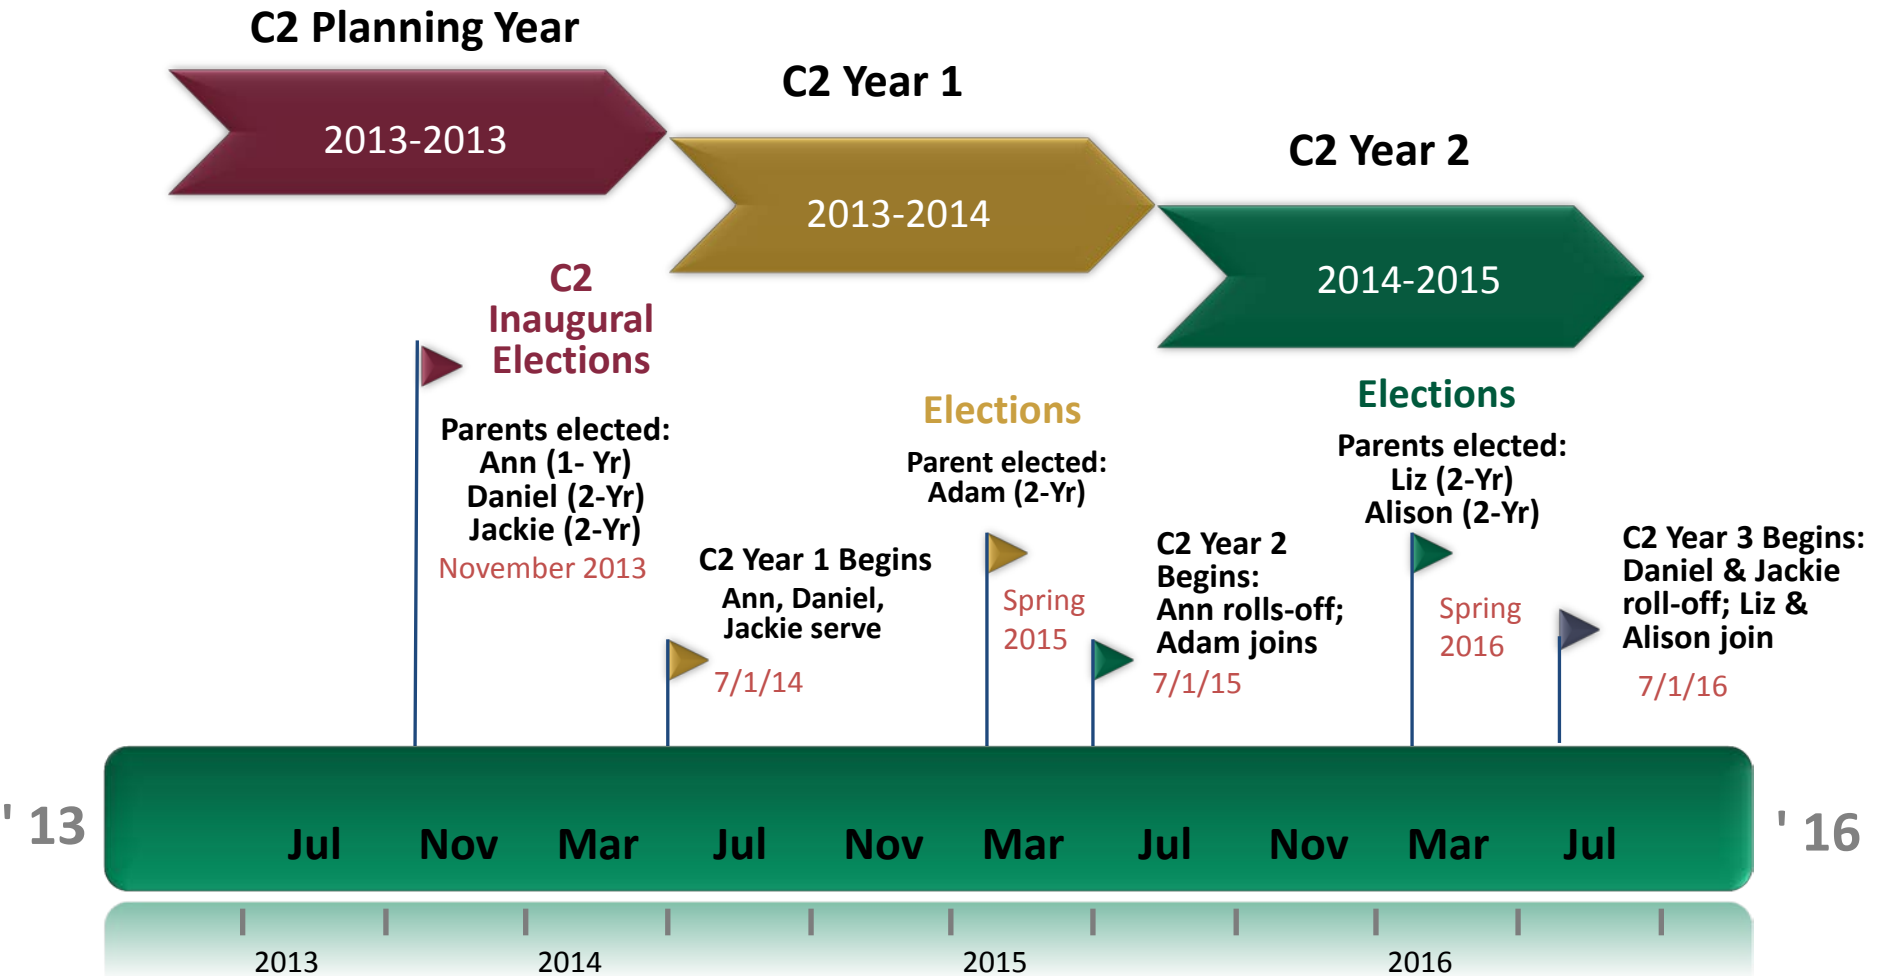 C2 Planning Year
2013-2013
C2 Year 1
2013-2014
C2 Year 2
2014-2015
C2
Inaugural
Elections
Parents elected:
Ann (1- Yr)
Daniel (2-Yr)
Jackie (2-Yr)
November 2013
C2 Year 1 Begins
Ann, Daniel,
Jackie serve
7/1/14
Elections
Parent elected:
Adam (2-Yr)
Spring
2015
C2 Year 2
Begins:
Ann rolls-off;
Adam joins
7/1/15
Elections
Parents elected:
Liz (2-Yr)
Alison (2-Yr)
Spring
2016
C2 Year 3 Begins:
Daniel & Jackie
roll-off; Liz &
Alison join
7/1/16
' 13
Jul Nov Mar Jul Nov Mar Jul Nov Mar Jul
' 16
2013 2014 2015 2016